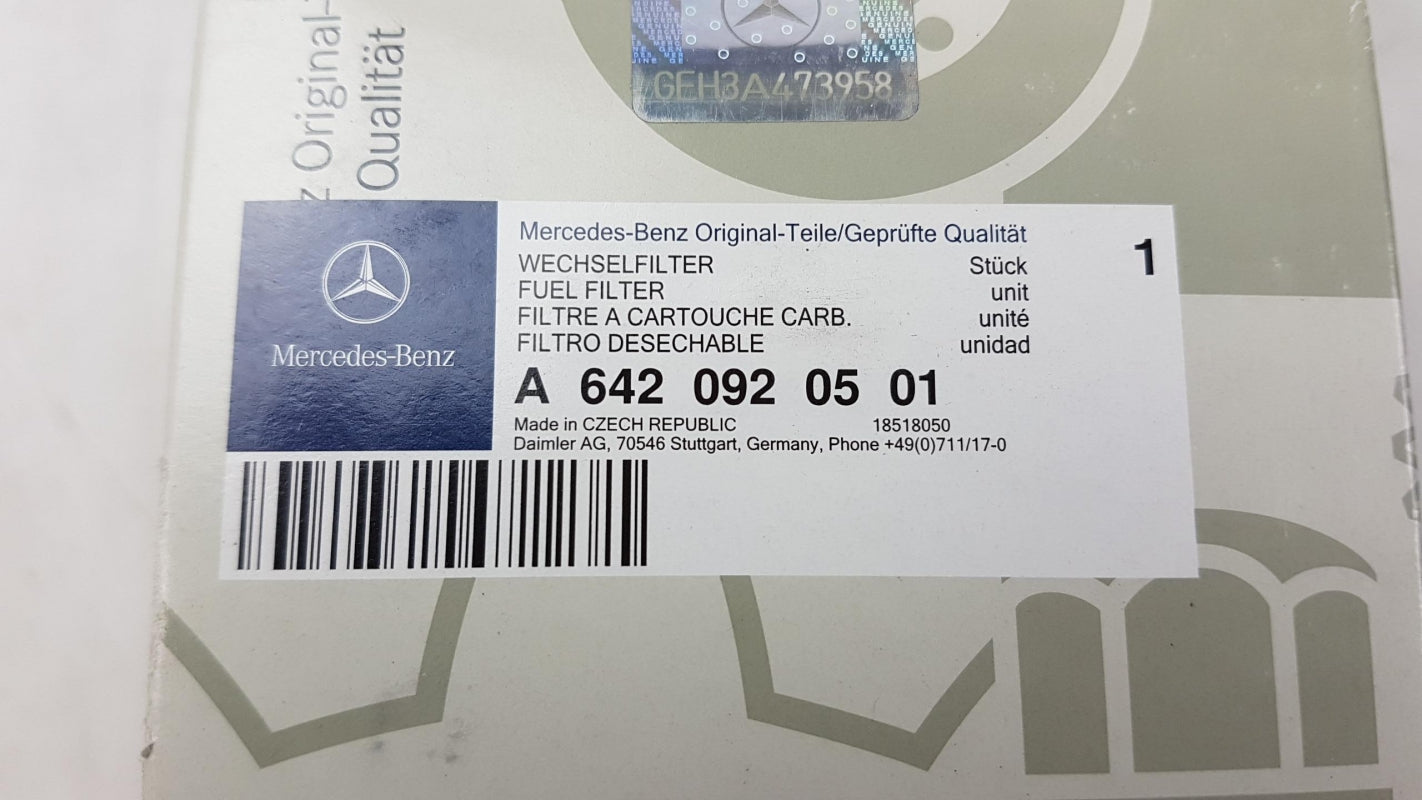 z Original-
Qualität
GEH3A473958
Mercedes-Benz
Mercedes-Benz Original-Teile/Geprüfte Qualität
WECHSELFILTER Stück 1
FUEL FILTER unit
FILTRE A CARTOUCHE CARB. unité
FILTRO DESECHABLE unidad
A 642 092 05 01
Made in CZECH REPUBLIC 18518050
Daimler AG, 70546 Stuttgart, Germany, Phone +49(0)711/17-0